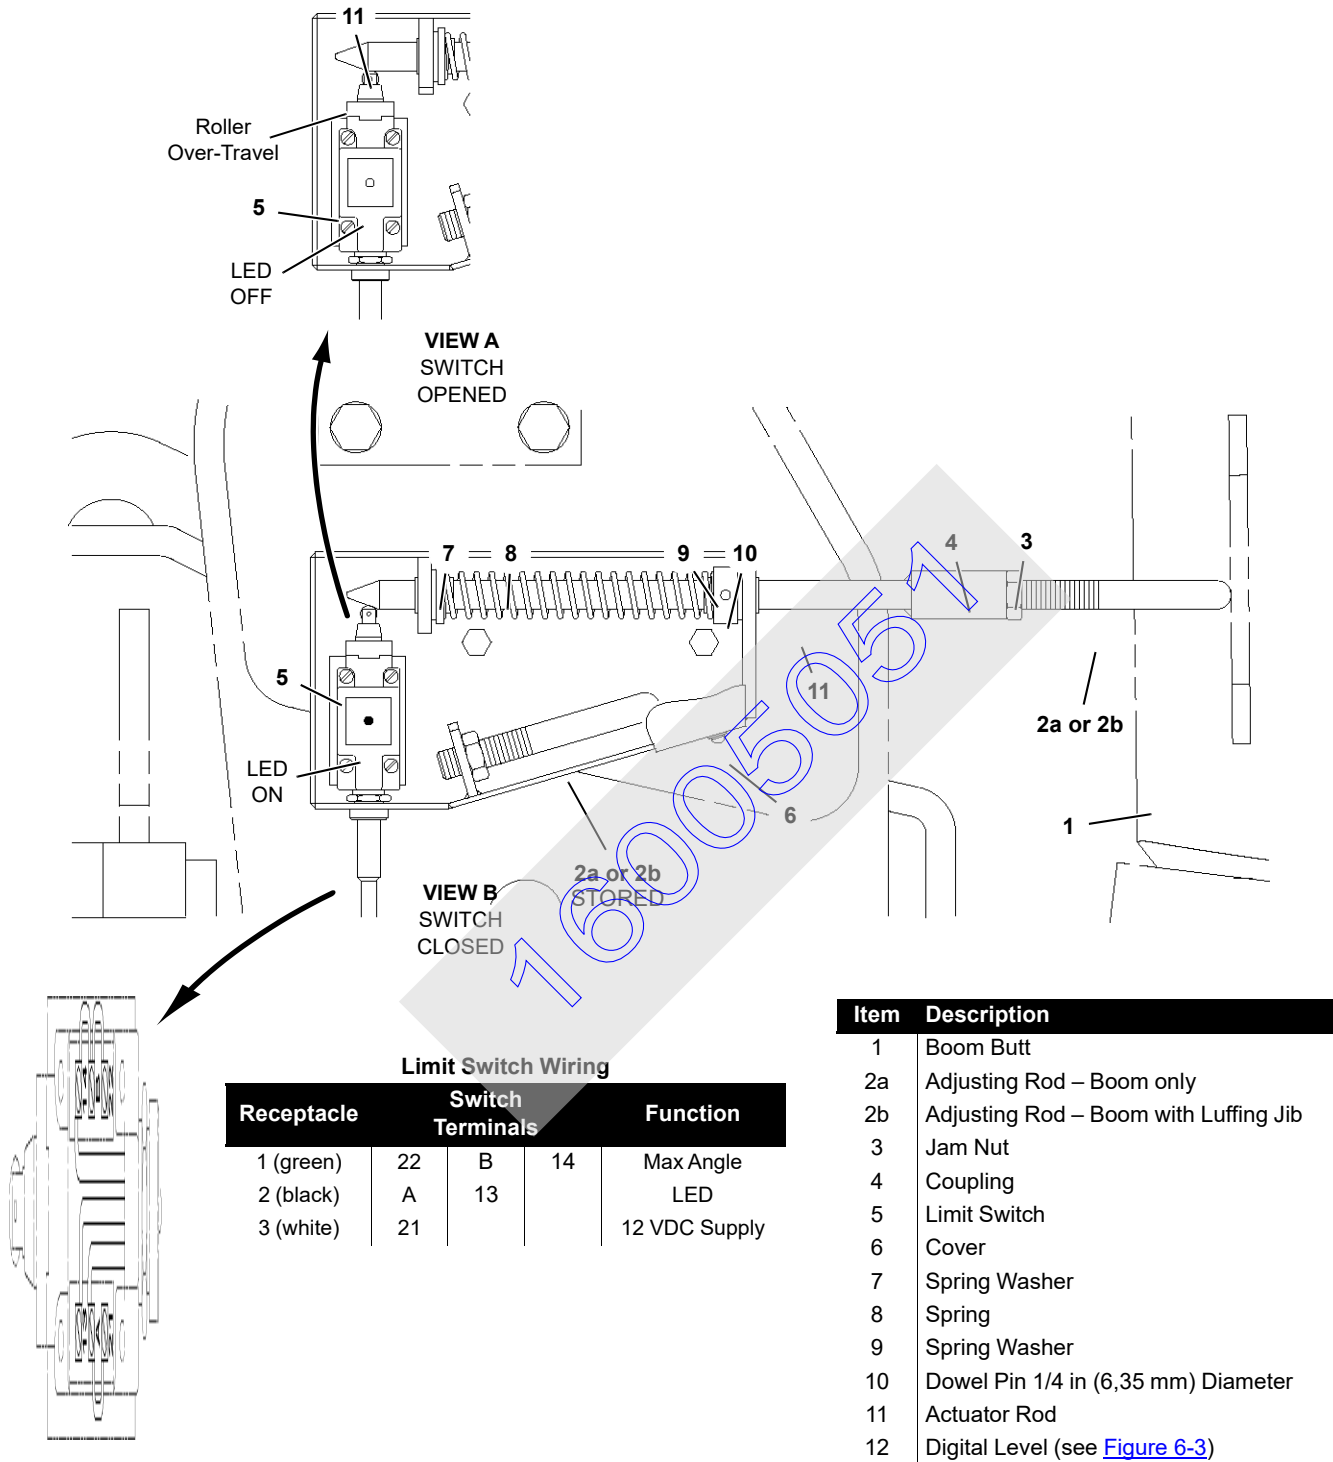 11
Roller
Over-Travel
5
LED
OFF
VIEW A
SWITCH
OPENED
7
8
9
10
4
3
5
11
2a or 2b
LED
ON
6
1
2a or 2b
STORED
VIEW B
SWITCH
CLOSED
16005051
Limit Switch Wiring
Receptacle Switch Terminals Function
1 (green) 22 B 14 Max Angle
2 (black) A 13 LED
3 (white) 21 12 VDC Supply
Item Description
1 Boom Butt
2a Adjusting Rod – Boom only
2b Adjusting Rod – Boom with Luffing Jib
3 Jam Nut
4 Coupling
5 Limit Switch
6 Cover
7 Spring Washer
8 Spring
9 Spring Washer
10 Dowel Pin 1/4 in (6,35 mm) Diameter
11 Actuator Rod
12 Digital Level (see Figure 6-3)